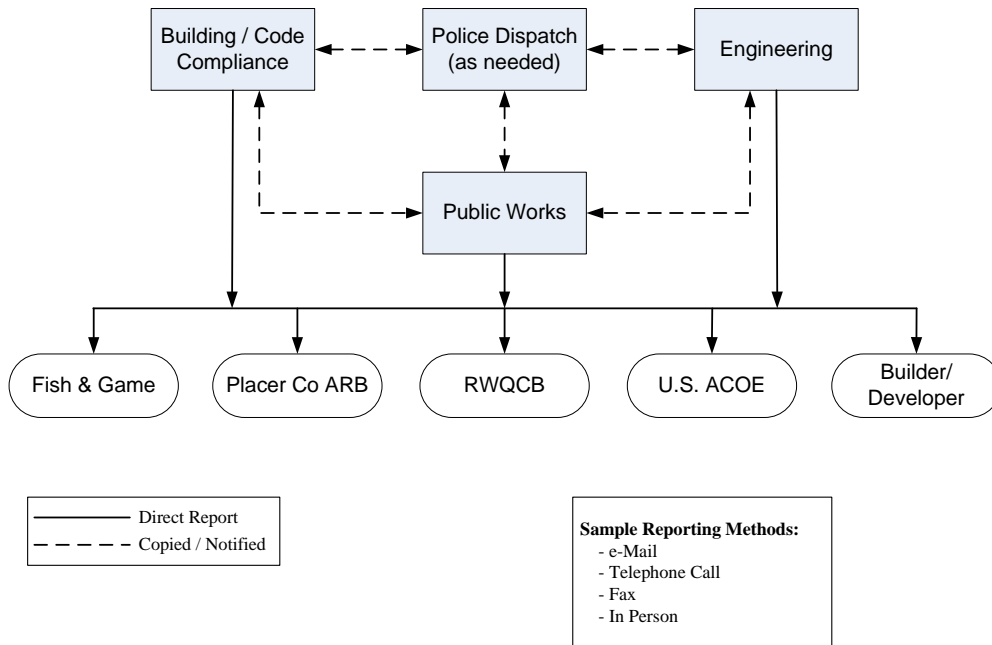 Building / Code
Compliance
Police Dispatch
(as needed)
Engineering
Public Works
Fish & Game
Placer Co ARB
RWQCB
U.S. ACOE
Builder/
Developer
Direct Report
Copied / Notified
Sample Reporting Methods:
- e-Mail
- Telephone Call
- Fax
- In Person